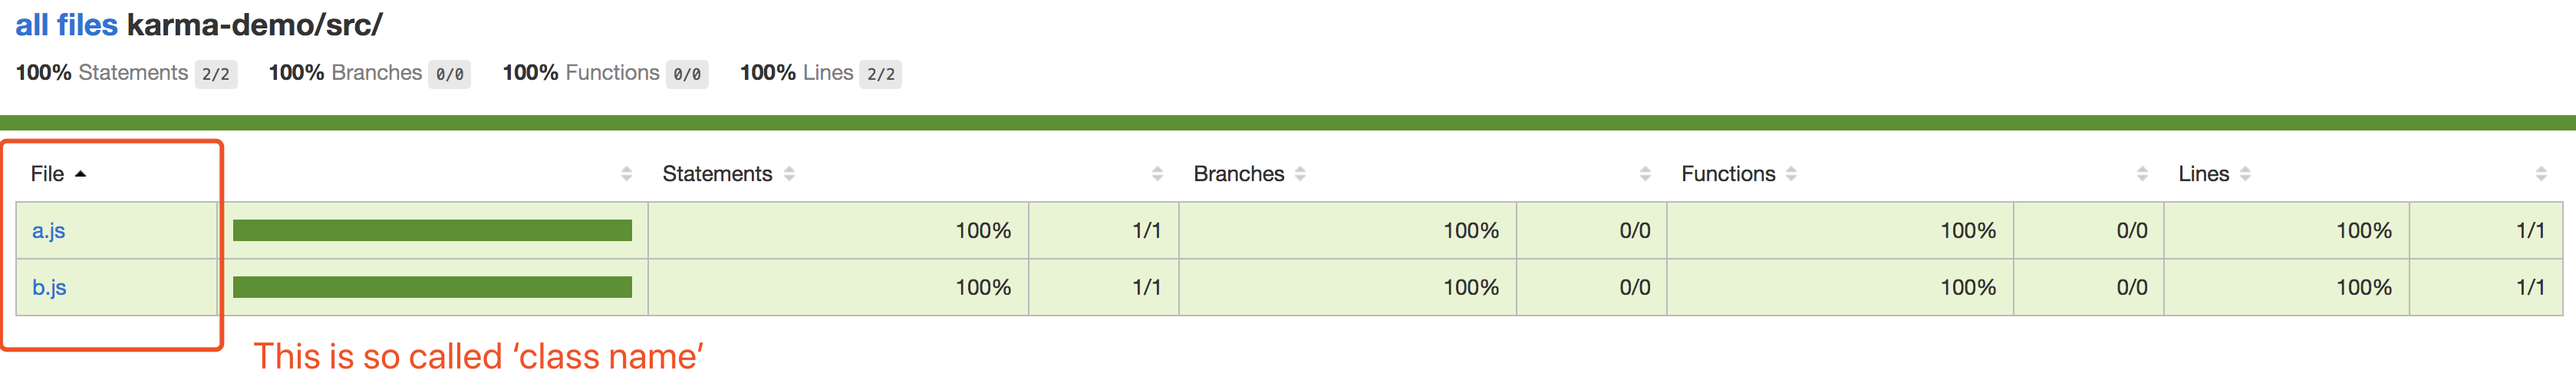 all files karma-demo/src/
100% Statements 2/2 100% Branches 0/0 100% Functions 0/0 100% Lines 2/2
File Statements Branches Functions Lines
a.js 100% 1/1 100% 0/0 100% 0/0 100% 1/1
b.js 100% 1/1 100% 0/0 100% 0/0 100% 1/1
This is so called ‘class name’